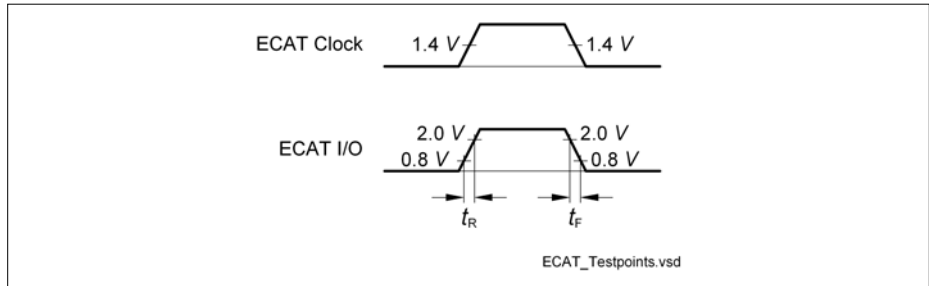 ECAT Clock 1.4 V 1.4 V
ECAT I/O 2.0 V 2.0 V
0.8 V 0.8 V
tR tF
ECAT_Testpoints.vsd